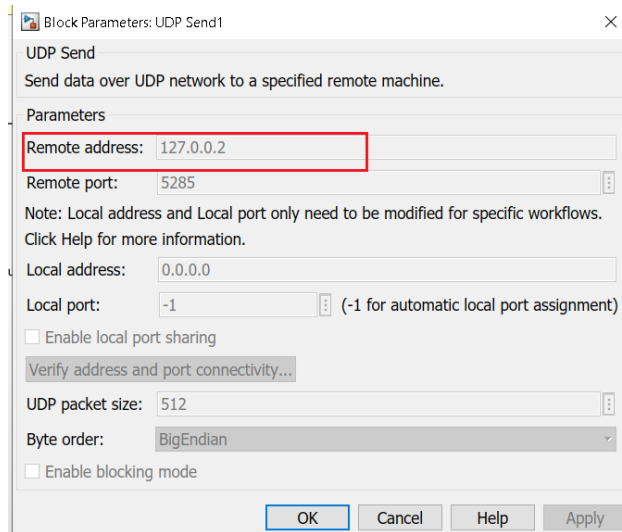 Block Parameters: UDP Send1
UDP Send
Send data over UDP network to a specified remote machine.
Parameters
Remote address: 127.0.0.2
Remote port: 5285
Note: Local address and Local port only need to be modified for specific workflows.
Click Help for more information.
Local address: 0.0.0.0
Local port: -1 (-1 for automatic local port assignment)
Enable local port sharing
Verify address and port connectivity...
UDP packet size: 512
Byte order: BigEndian
Enable blocking mode
OK Cancel Help Apply